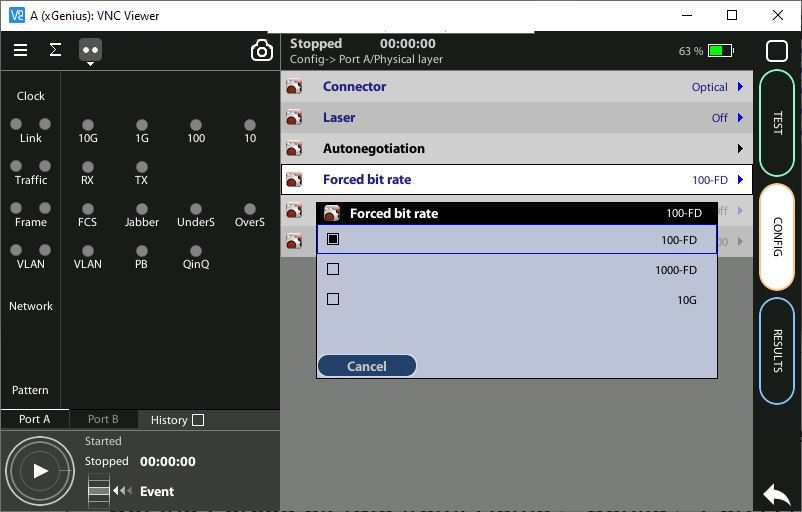 A (xGenius): VNC Viewer
Stopped 00:00:00
Config-> Port A/Physical layer
63 %
Clock
Link 10G 1G 100 10
Traffic RX TX
Frame FCS Jabber UnderS OverS
VLAN VLAN PB QinQ
Network
Pattern
Port A Port B History
Started
Stopped 00:00:00
Event
Connector Optical
Laser Off
Autonegotiation
Forced bit rate 100-FD
Forced bit rate 100-FD
100-FD
1000-FD
10G
Cancel
TEST
CONFIG
RESULTS